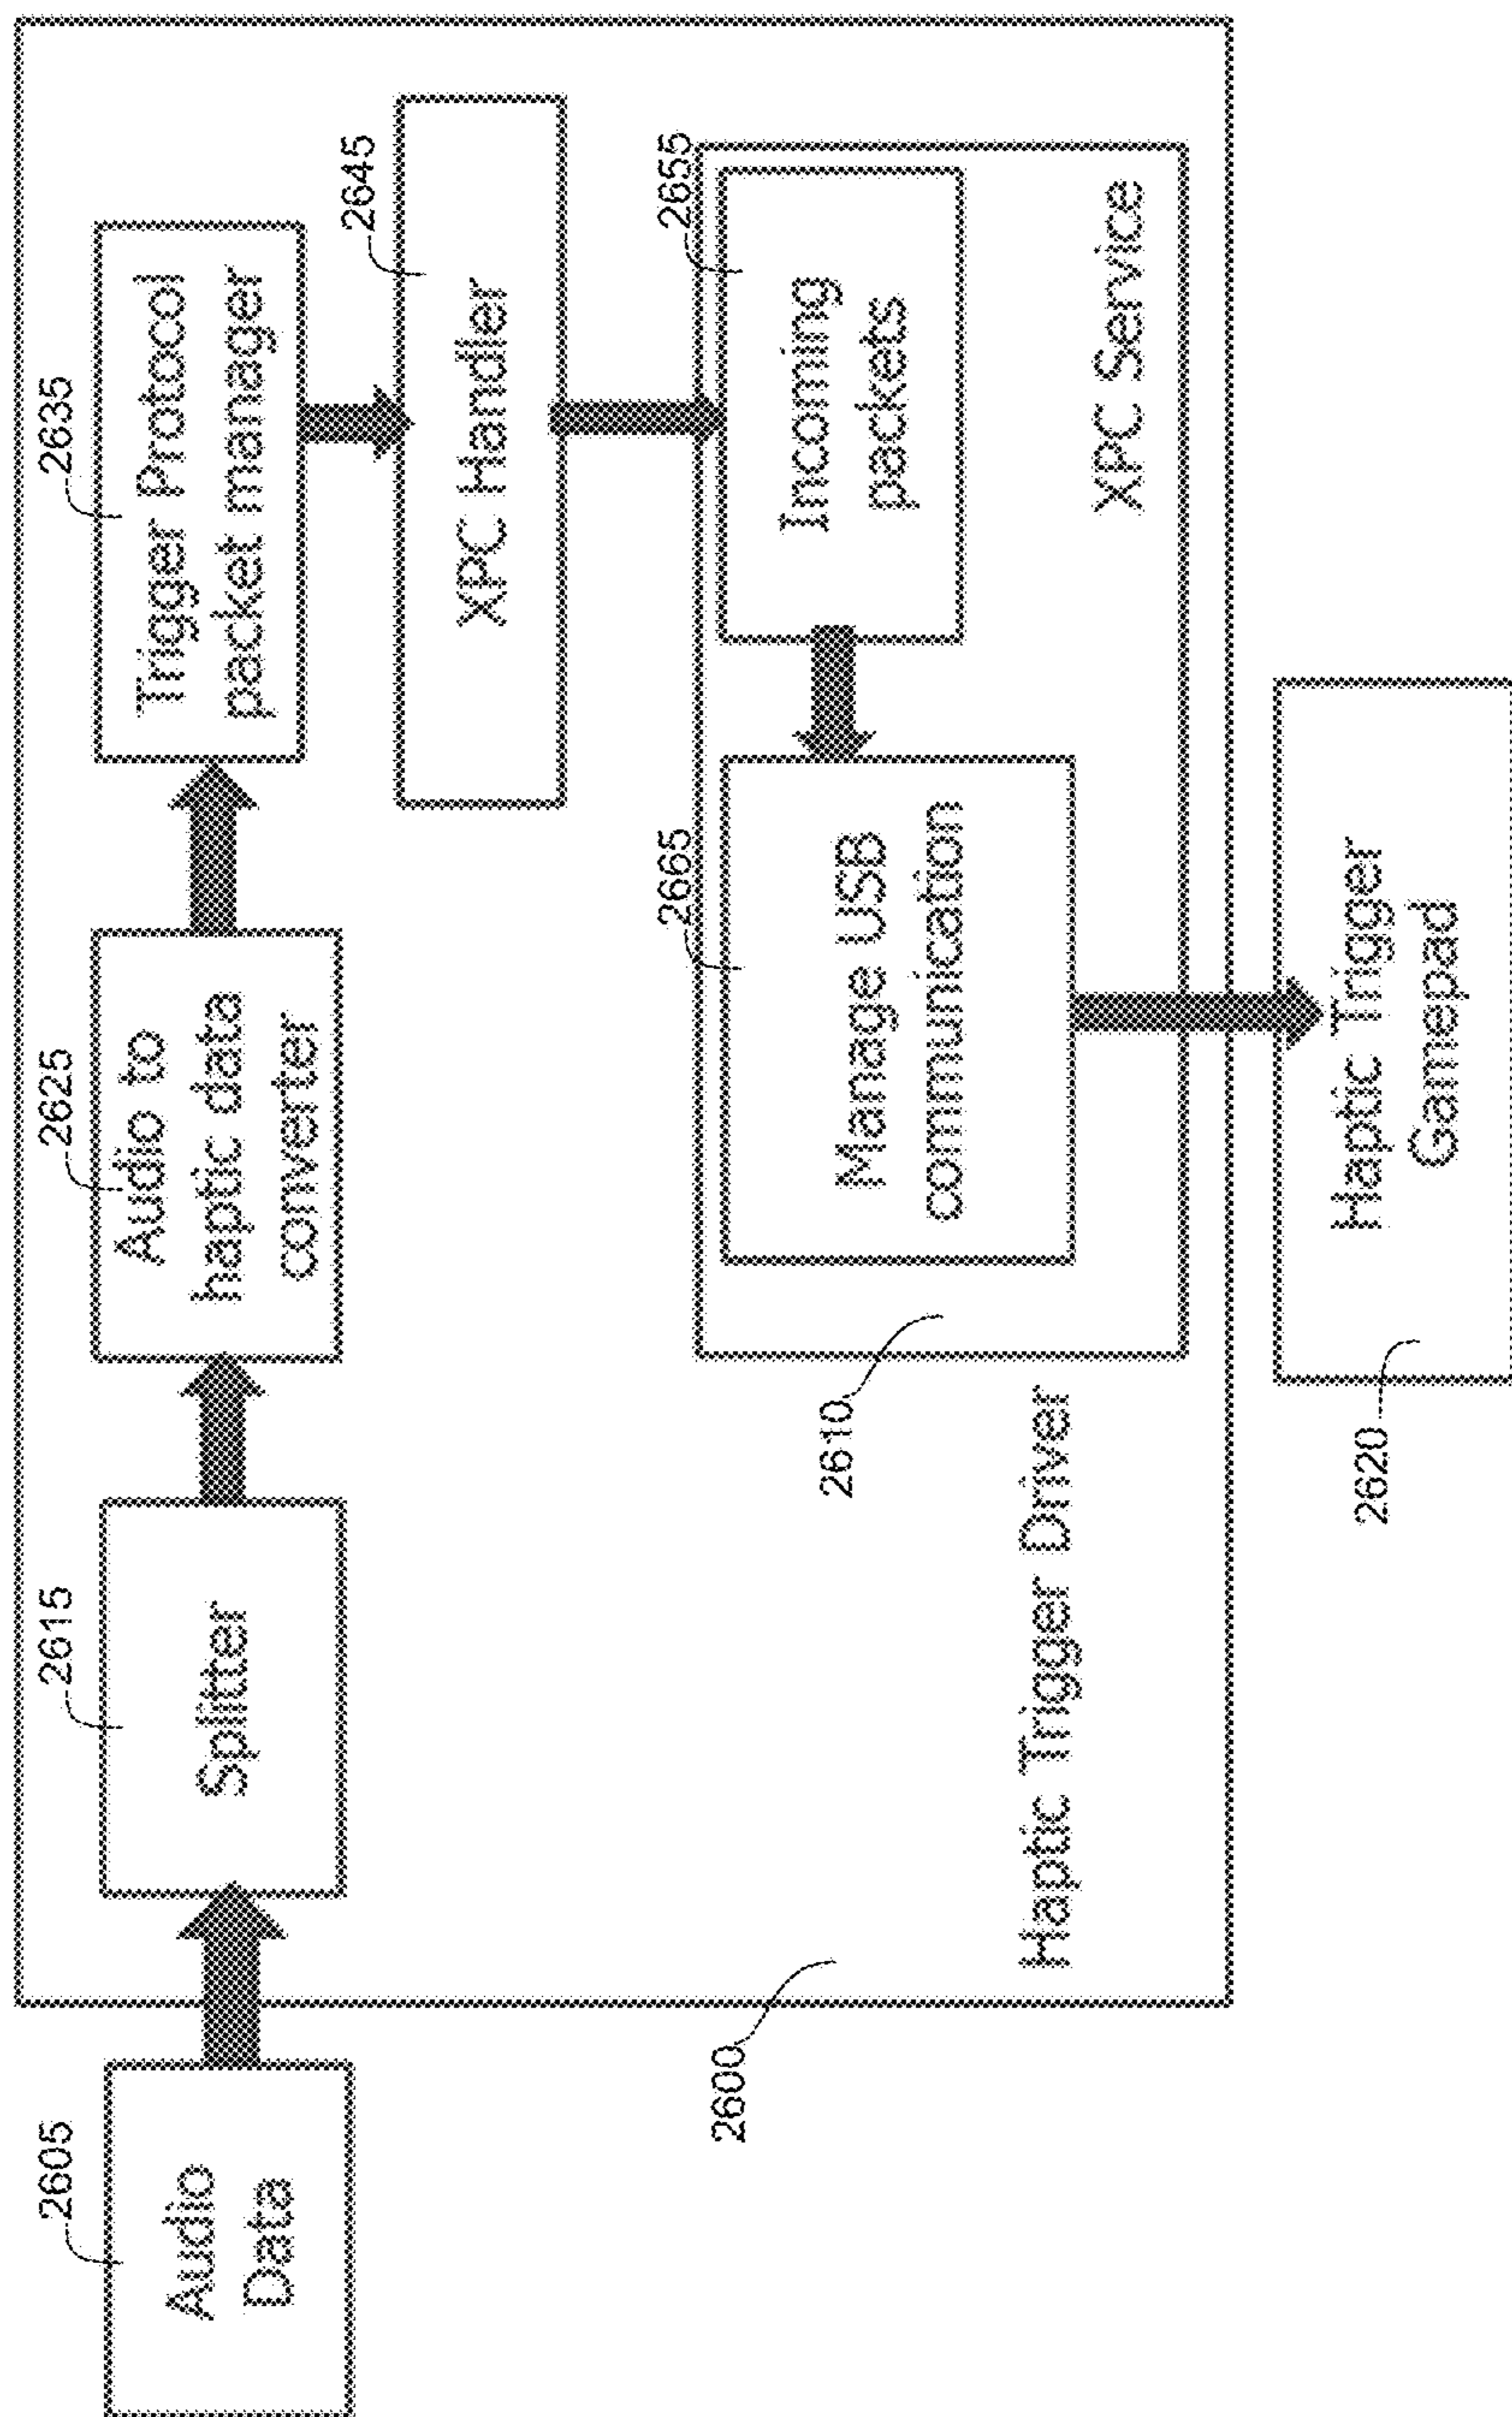 2605
Audio
Data
2615
Splitter
2625
Audio to
haptic data
converter
2635
Trigger Protocol
packet manager
2645
XPC Handler
2655
Incoming
packets
2665
Manage USB
communication
XPC Service
2610
Haptic Trigger Driver
2600
Haptic Trigger
Gamepad
2620